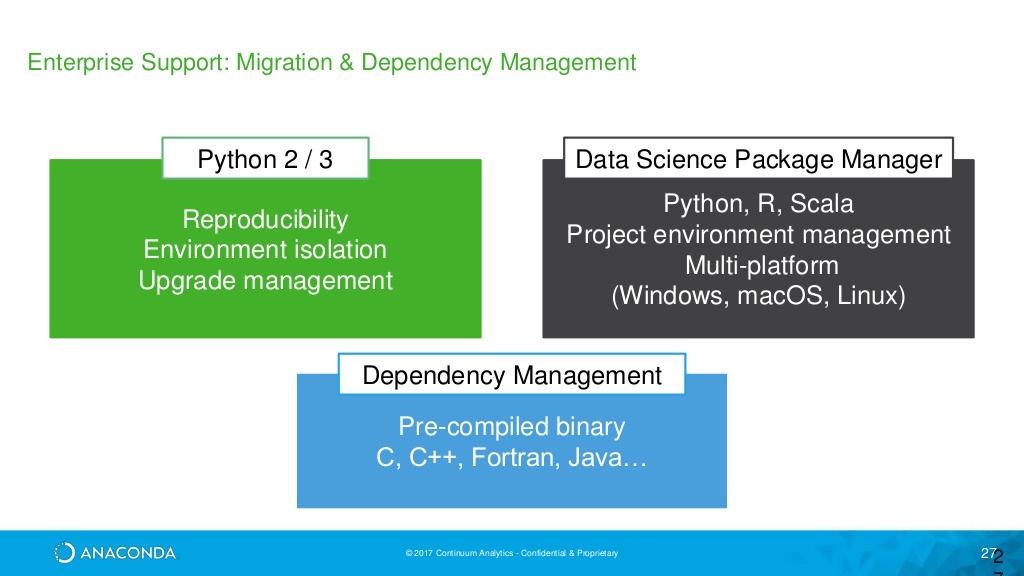 Enterprise Support: Migration & Dependency Management
Python 2 / 3
Reproducibility
Environment isolation
Upgrade management
Data Science Package Manager
Python, R, Scala
Project environment management
Multi-platform
(Windows, macOS, Linux)
Dependency Management
Pre-compiled binary
C, C++, Fortran, Java…
ANACONDA
© 2017 Continuum Analytics - Confidential & Proprietary
27
2
7